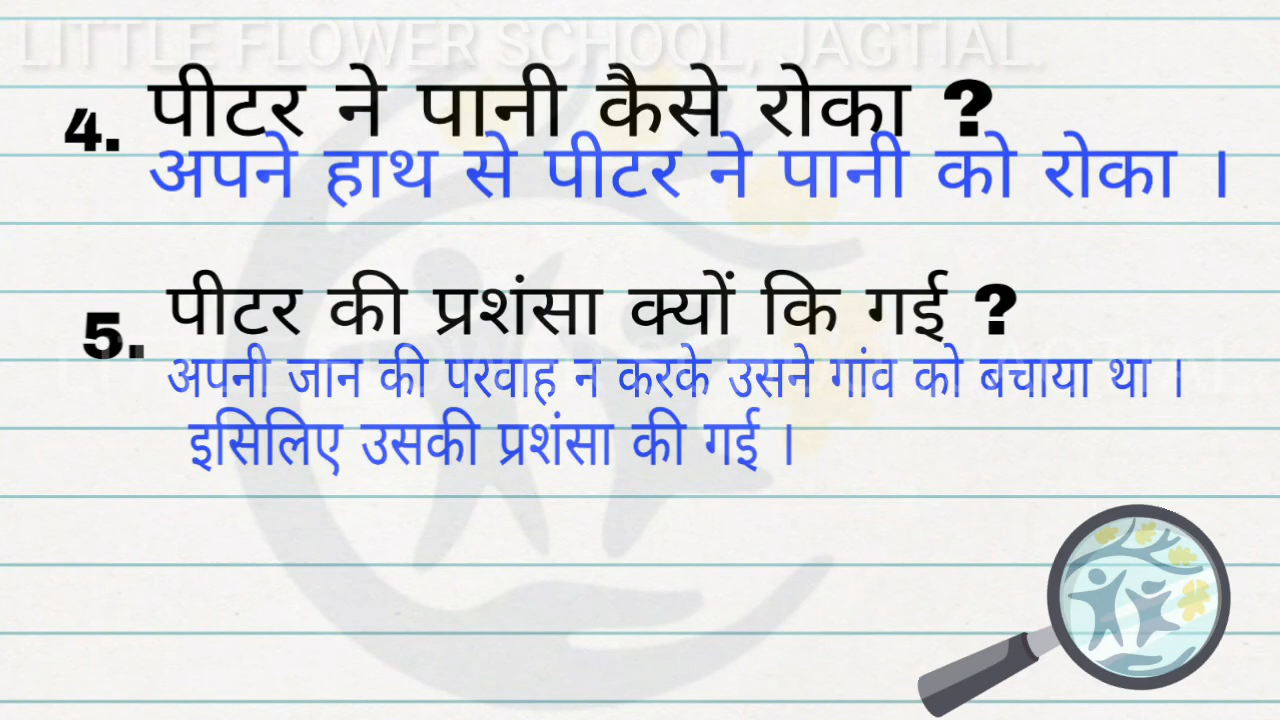 LITTLE FLOWER SCHOOL, JAGTIAL.
4. पीटर ने पानी कैसे रोका ?
अपने हाथ से पीटर ने पानी को रोका ।
5. पीटर की प्रशंसा क्यों कि गई ?
अपनी जान की परवाह न करके उसने गांव को बचाया था ।
इसिलिए उसकी प्रशंसा की गई ।